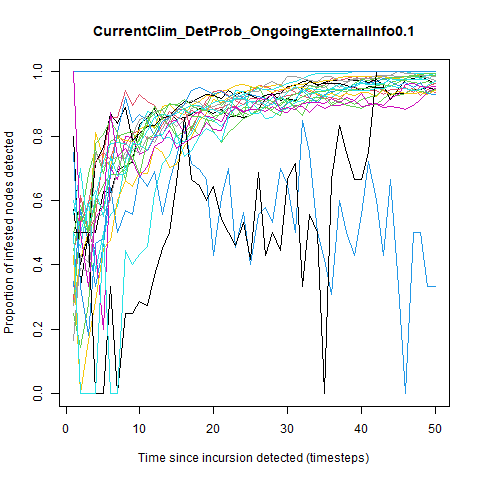 CurrentClim_DetProb_OngoingExternalInfo0.1
Proportion of infested nodes detected
1.0
0.8
0.6
0.4
0.2
0.0
0 10 20 30 40 50
Time since incursion detected (timesteps)